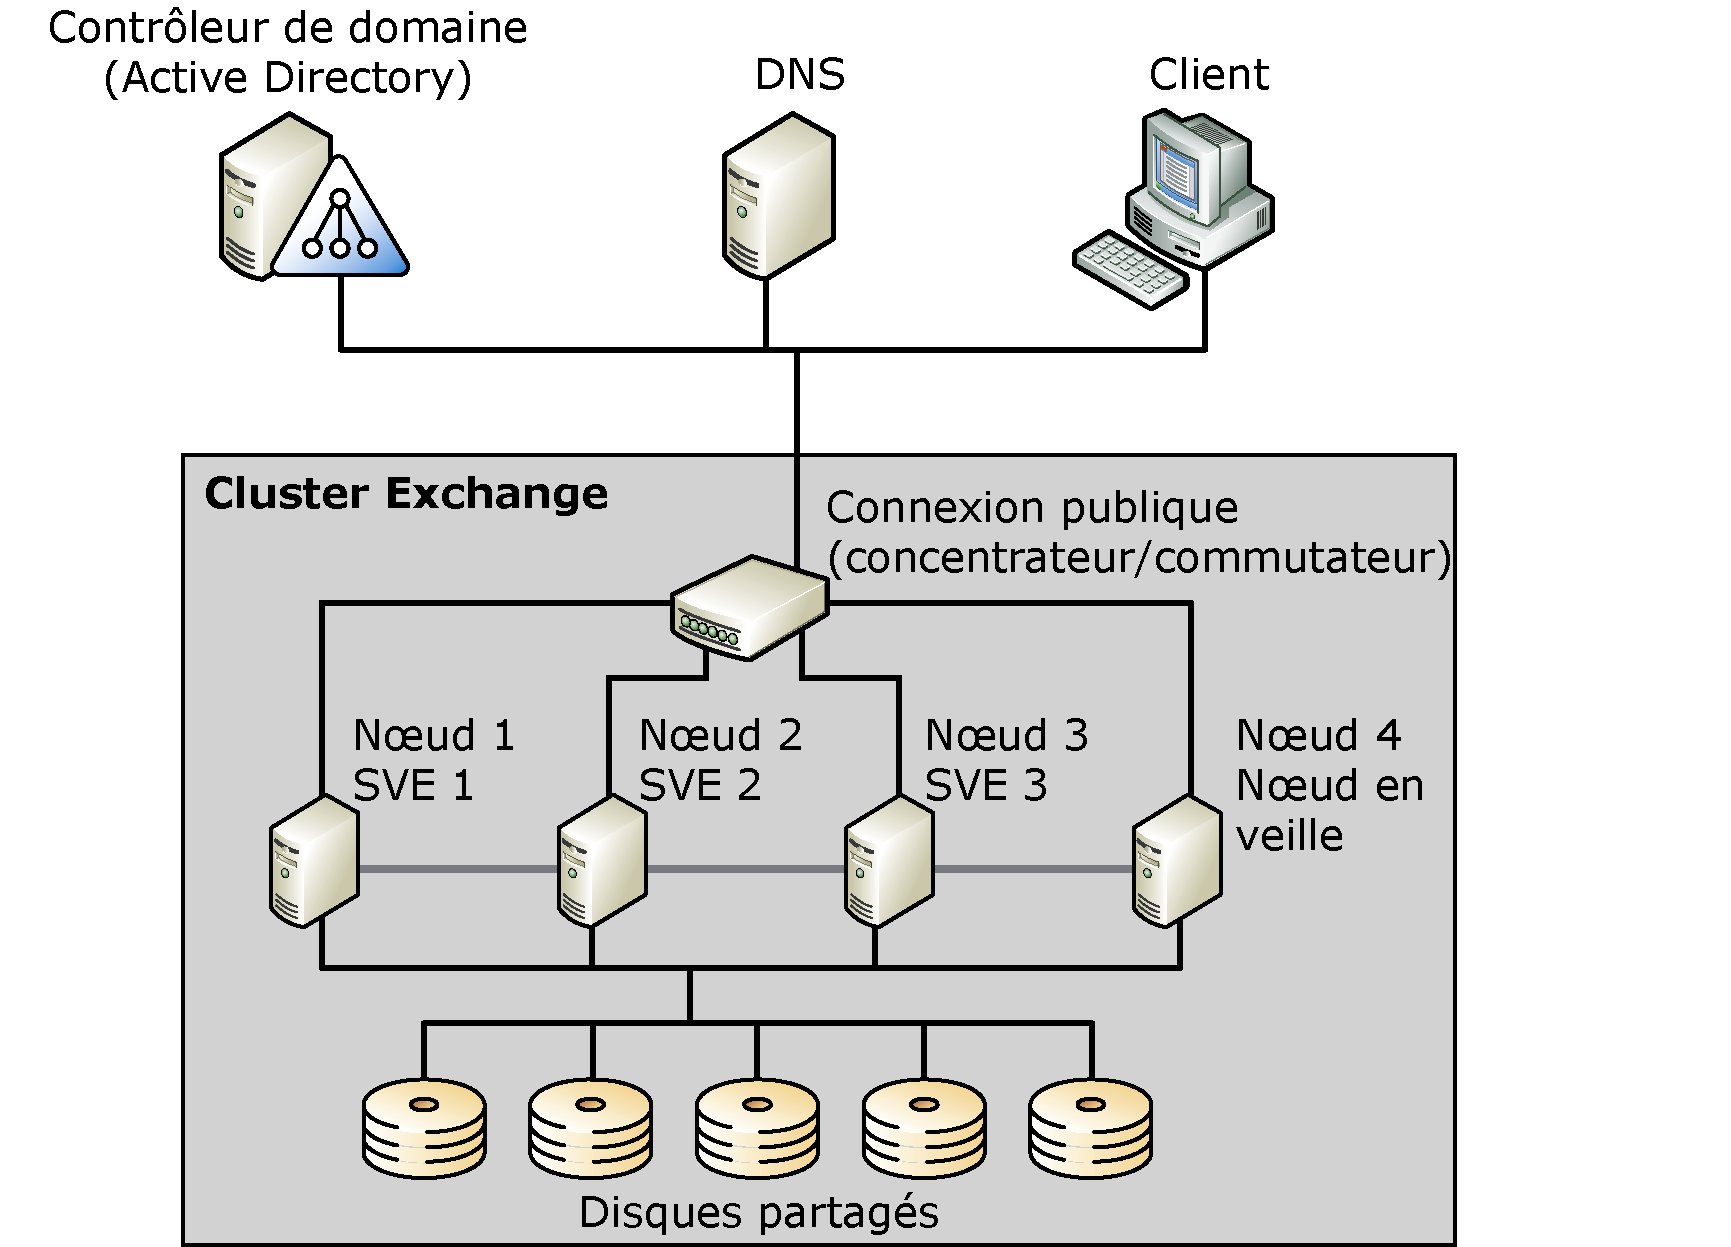 Contrôleur de domaine
(Active Directory)
DNS
Client
Cluster Exchange
Connexion publique
(concentrateur/commutateur)
Nœud 1
SVE 1
Nœud 2
SVE 2
Nœud 3
SVE 3
Nœud 4
Nœud en
veille
Disques partagés